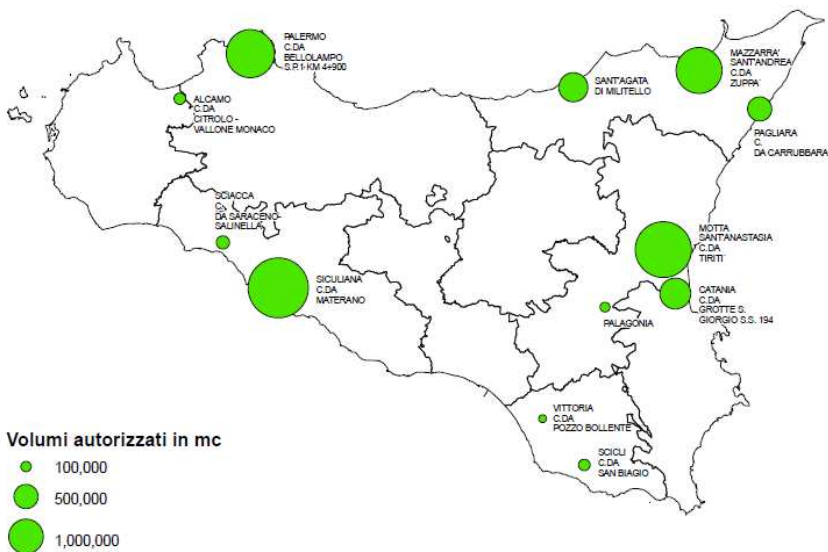 PALERMO
C.DA
BELLOLAMPO
S.P.1- KM 4+900
MAZZARRA'
SANT'ANDREA
C.DA
ZUPPA'
SANT'AGATA
DI MILITELLO
ALCAMO
C.DA
CITROLO -
VALLONE MONACO
PAGLIARA
C.
DA CARRUBBARA
SCIACCA
C.
DA SARACENO-
SALINELLA
MOTTA
SANT'ANASTASIA
C.DA
TIRITI'
SICULIANA
C.DA
MATERANO
CATANIA
C.DA
GROTTE S.
GIORGIO S.S. 194
PALAGONIA
VITTORIA
C.DA
POZZO BOLLENTE
SCICLI
C.DA
SAN BIAGIO
Volumi autorizzati in mc
100,000
500,000
1,000,000